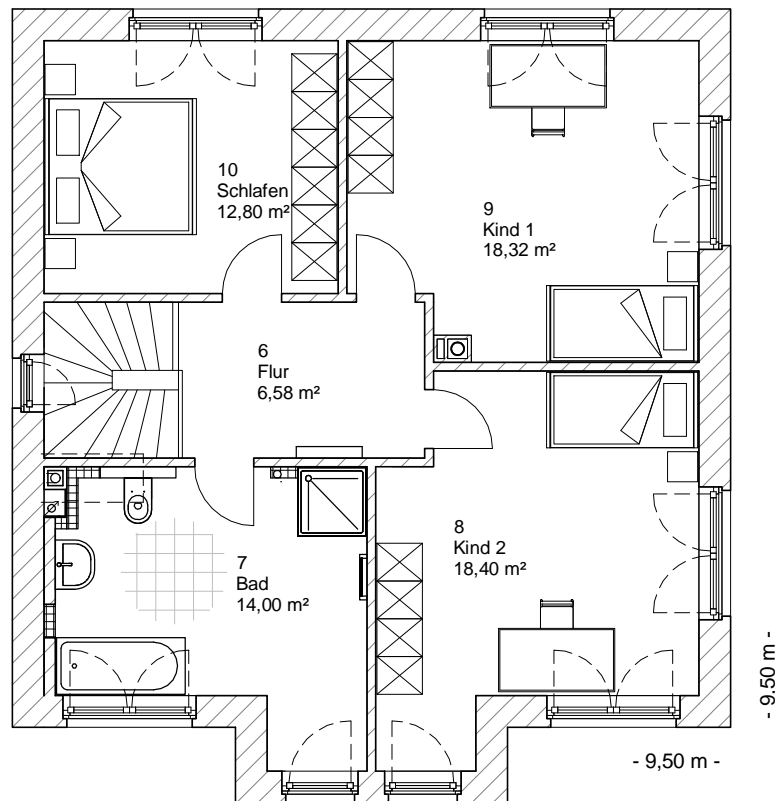 10
Schlafen
12,80 m²
9
Kind 1
18,32 m²
6
Flur
6,58 m²
8
Kind 2
18,40 m²
7
Bad
14,00 m²
- 9,50 m -
- 9,50 m -